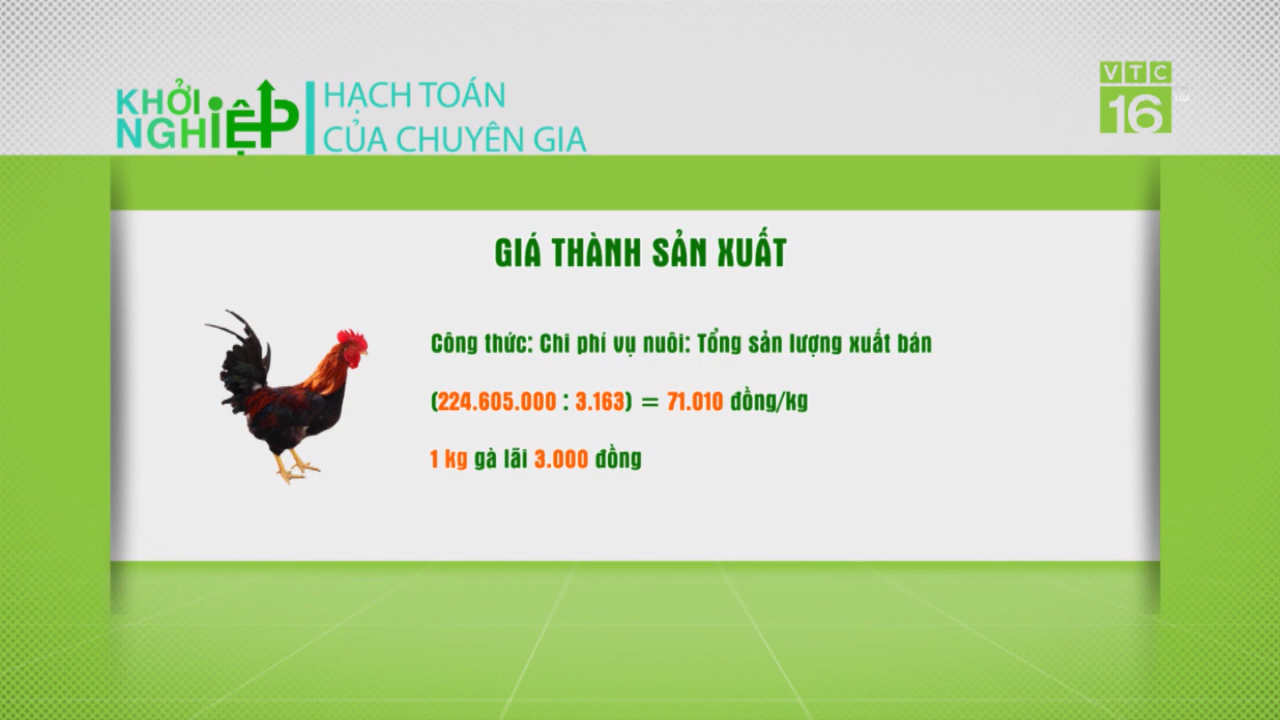 KHỞI NGHIỆP
HẠCH TOÁN
CỦA CHUYÊN GIA
VTC
16
GIÁ THÀNH SẢN XUẤT
Công thức: Chi phí vụ nuôi: Tổng sản lượng xuất bán
(224.605.000 : 3.163) = 71.010 đồng/kg
1 kg gà lãi 3.000 đồng